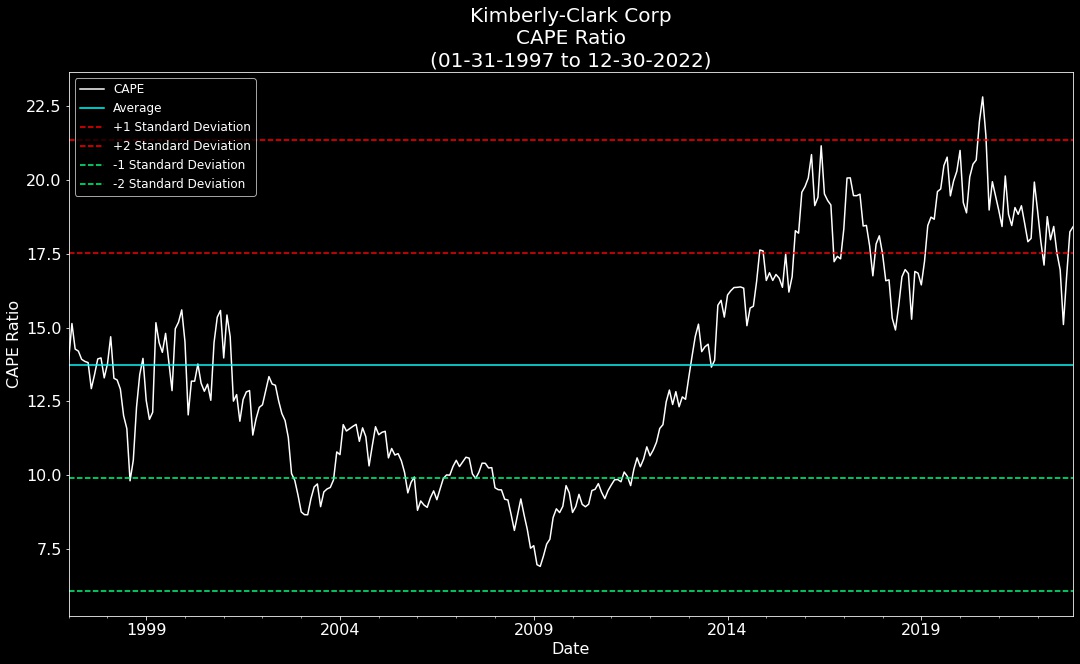 Kimberly-Clark Corp
CAPE Ratio
(01-31-1997 to 12-30-2022)
CAPE
Average
+1 Standard Deviation
+2 Standard Deviation
-1 Standard Deviation
-2 Standard Deviation
22.5
20.0
17.5
15.0
12.5
10.0
7.5
CAPE Ratio
1999 2004 2009 2014 2019
Date